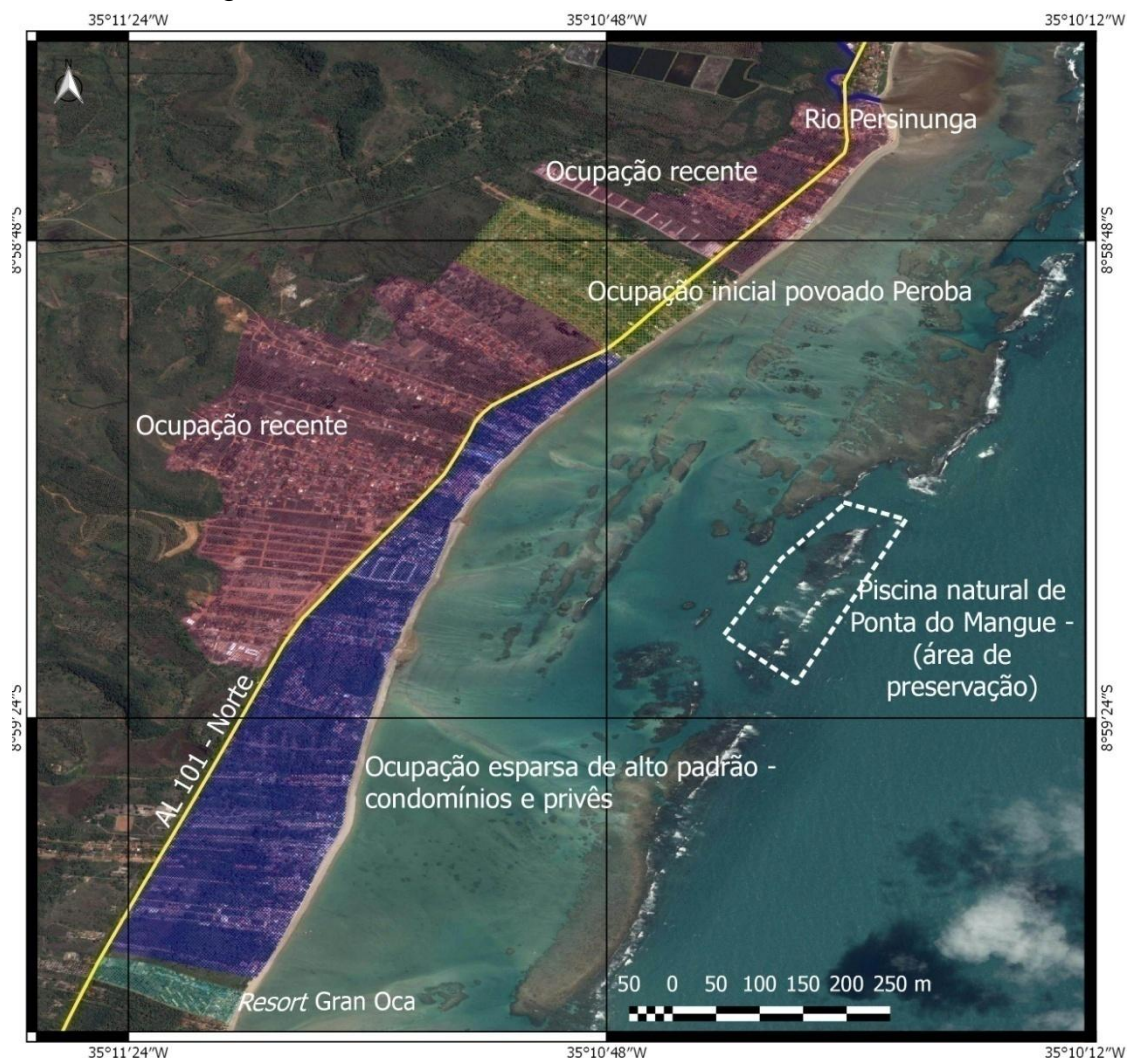 35°11′24″W 35°10′48″W 35°10′12″W
N
Rio Persinunga
Ocupação recente
8°58′48″S 8°58′48″S
Ocupação inicial povoado Peroba
Ocupação recente
Piscina natural de
Ponta do Mangue -
(área de
preservação)
AL 101 - Norte
8°59′24″S 8°59′24″S
Ocupação esparsa de alto padrão -
condomínios e privês
50 0 50 100 150 200 250 m
Resort Gran Oca
35°11′24″W 35°10′48″W 35°10′12″W